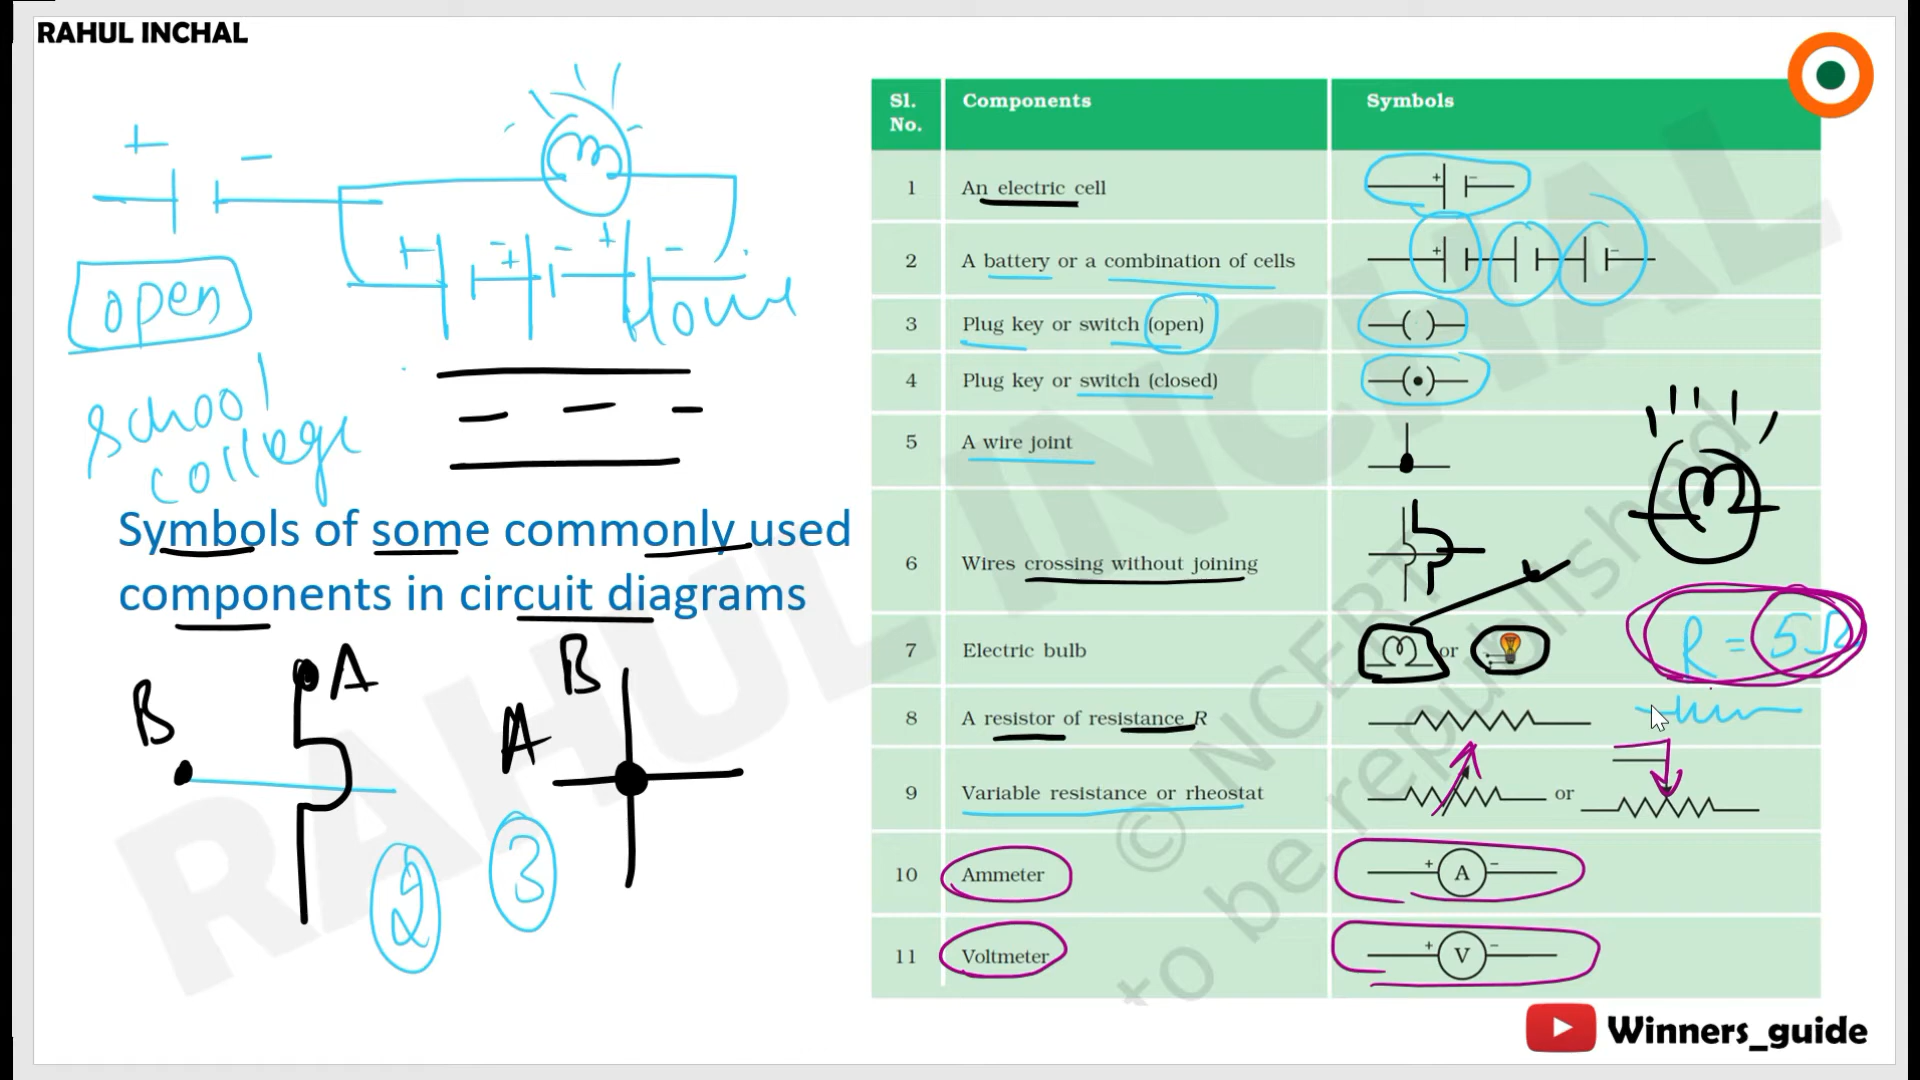 RAHUL INCHAL
+ -
+ - + - + -
open
Home
school
college
Symbols of some commonly used
components in circuit diagrams
B A
B
A
2 3
Sl. No. Components Symbols
1 An electric cell + -
2 A battery or a combination of cells + -
3 Plug key or switch (open) ( )
4 Plug key or switch (closed) (•)
5 A wire joint
6 Wires crossing without joining
7 Electric bulb or
R = 5Ω
8 A resistor of resistance R
9 Variable resistance or rheostat or
10 Ammeter + A -
11 Voltmeter + V -
RAHUL INCHAL
© NCERT
to be republished
Winners_guide